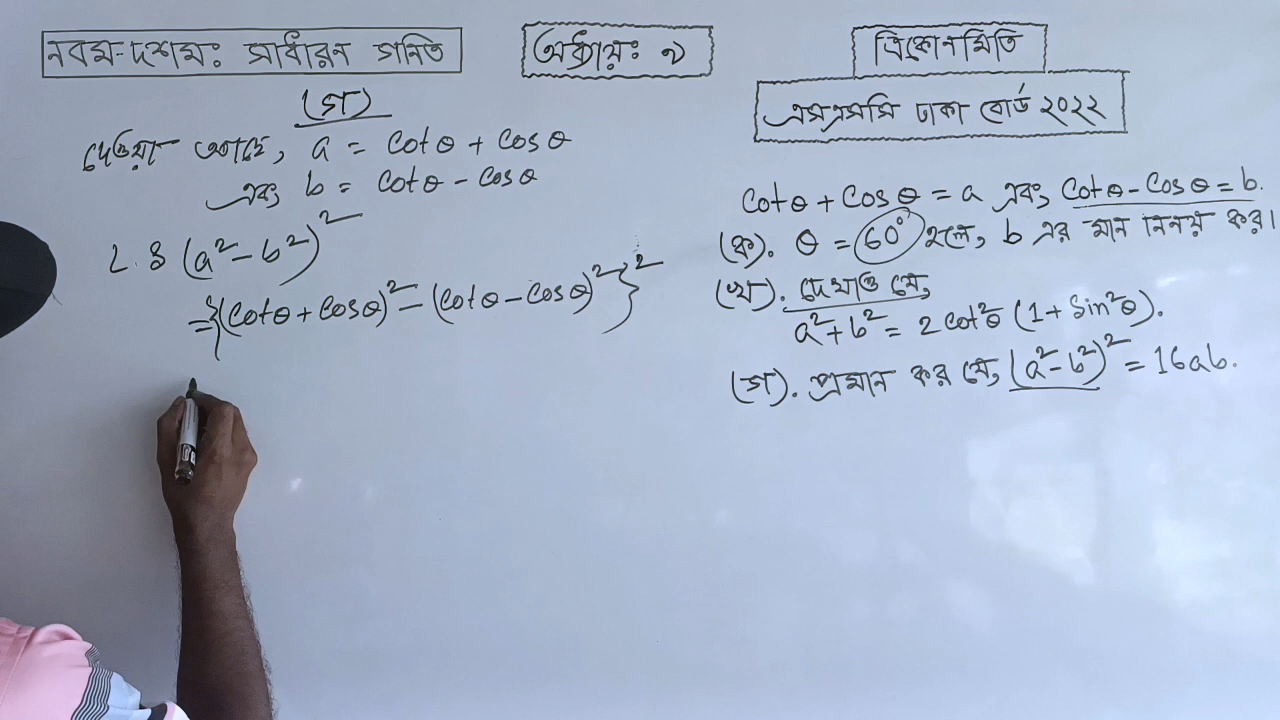 নবম-দশমঃ সাধারন গনিত
অধ্যায়ঃ ৯
ত্রিকোনমিতি
এসএসসি ঢাকা বোর্ড ২০২২
(গ)
দেওয়া আছে, a = cotθ + cosθ
এবং b = cotθ - cosθ
L.S (a² - b²)²
= {(cotθ + cosθ)² - (cotθ - cosθ)²}²
cotθ + cosθ = a এবং cotθ - cosθ = b.
(ক). θ = 60° হলে, b এর মান নিনয় কর।
(খ). দেখাও যে,
a² + b² = 2cot²θ (1 + sin²θ).
(গ). প্রমান কর যে, (a² - b²)² = 16ab.